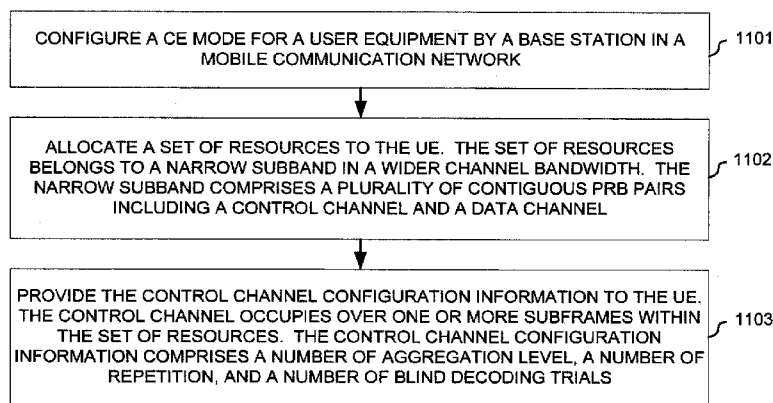 CONFIGURE A CE MODE FOR A USER EQUIPMENT BY A BASE STATION IN A
MOBILE COMMUNICATION NETWORK
1101
ALLOCATE A SET OF RESOURCES TO THE UE. THE SET OF RESOURCES
BELONGS TO A NARROW SUBBAND IN A WIDER CHANNEL BANDWIDTH. THE
NARROW SUBBAND COMPRISES A PLURALITY OF CONTIGUOUS PRB PAIRS
INCLUDING A CONTROL CHANNEL AND A DATA CHANNEL
1102
PROVIDE THE CONTROL CHANNEL CONFIGURATION INFORMATION TO THE UE.
THE CONTROL CHANNEL OCCUPIES OVER ONE OR MORE SUBFRAMES WITHIN
THE SET OF RESOURCES. THE CONTROL CHANNEL CONFIGURATION
INFORMATION COMPRISES A NUMBER OF AGGREGATION LEVEL, A NUMBER OF
REPETITION, AND A NUMBER OF BLIND DECODING TRIALS
1103